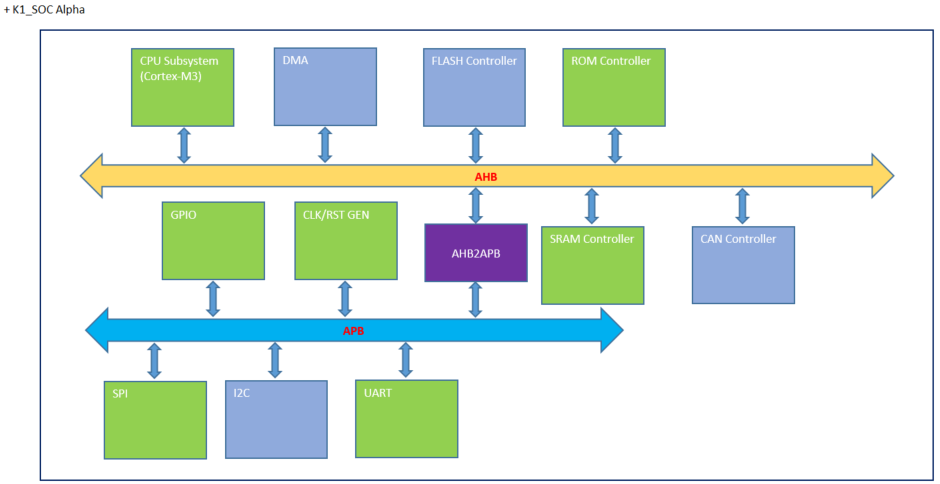 + K1_SOC Alpha
CPU Subsystem
(Cortex-M3)
DMA
FLASH Controller
ROM Controller
AHB
GPIO
CLK/RST GEN
AHB2APB
SRAM Controller
CAN Controller
APB
SPI
I2C
UART